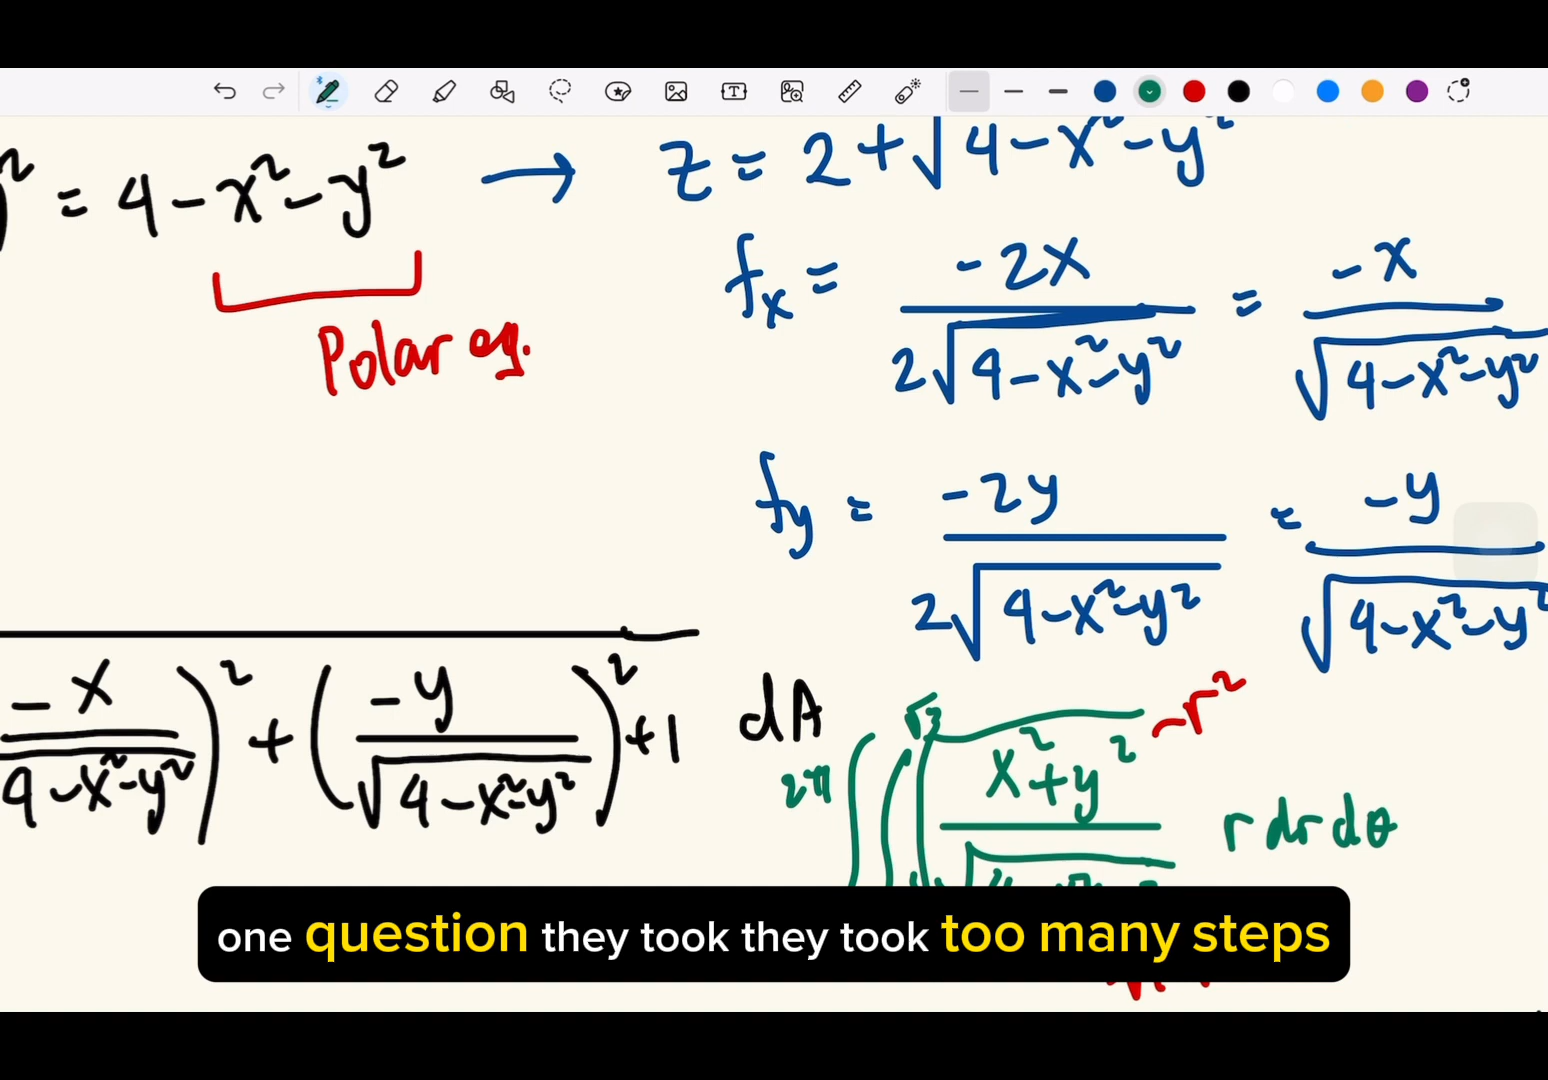 )² = 4 - x² - y² → z = 2 + √4 - x² - y²
Polar eq.
fx = -2x / 2√4 - x² - y² = -x / √4 - x² - y²
fy = -2y / 2√4 - x² - y² = -y / √4 - x² - y²
-x / 4 - x² - y² )² + ( -y / √4 - x² - y² )² + 1 dA
2π x² + y² -r² r dr dθ
one question they took they took too many steps